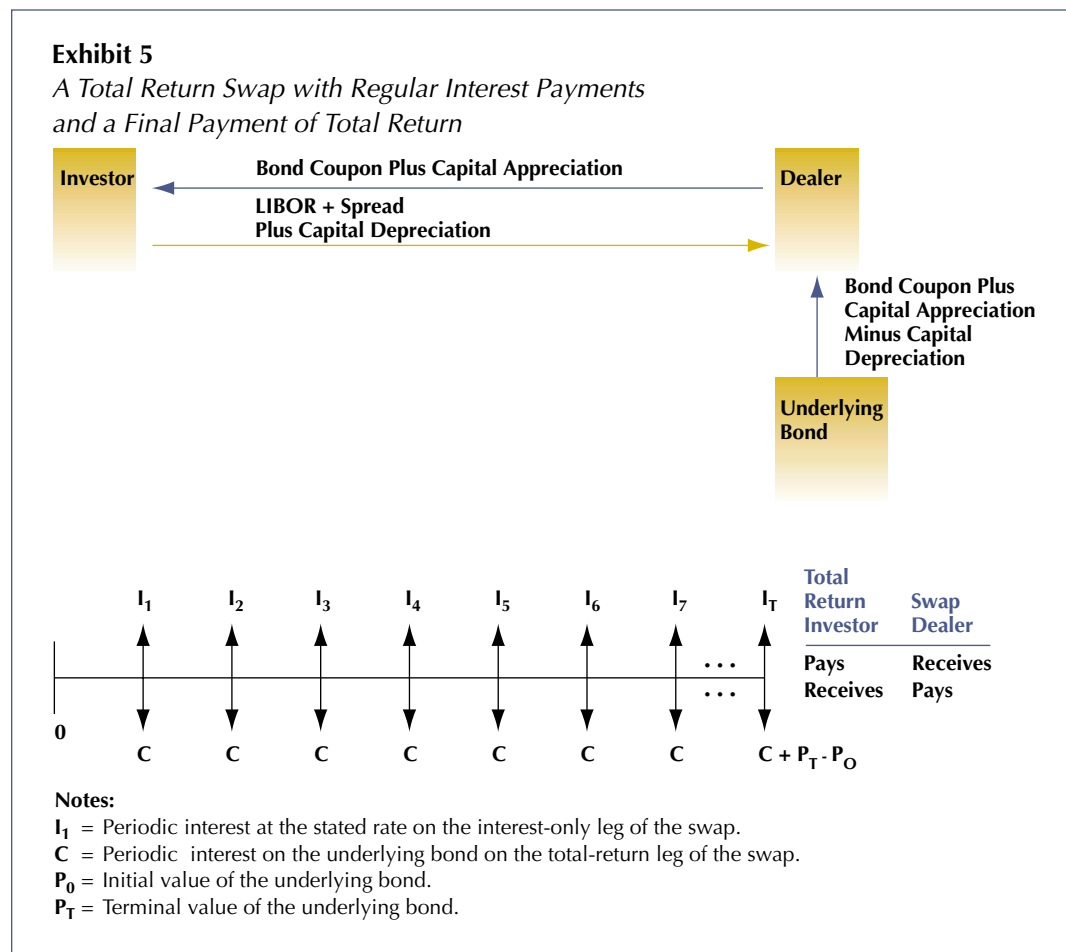 Exhibit 5
A Total Return Swap with Regular Interest Payments
and a Final Payment of Total Return
Investor
Bond Coupon Plus Capital Appreciation
Dealer
LIBOR + Spread
Plus Capital Depreciation
Bond Coupon Plus
Capital Appreciation
Minus Capital
Depreciation
Underlying
Bond
I1 I2 I3 I4 I5 I6 I7 IT
Total
Return
Investor
Swap
Dealer
... Pays Receives
... Receives Pays
0
C C C C C C C C + PT - PO
Notes:
I1 = Periodic interest at the stated rate on the interest-only leg of the swap.
C = Periodic interest on the underlying bond on the total-return leg of the swap.
P0 = Initial value of the underlying bond.
PT = Terminal value of the underlying bond.